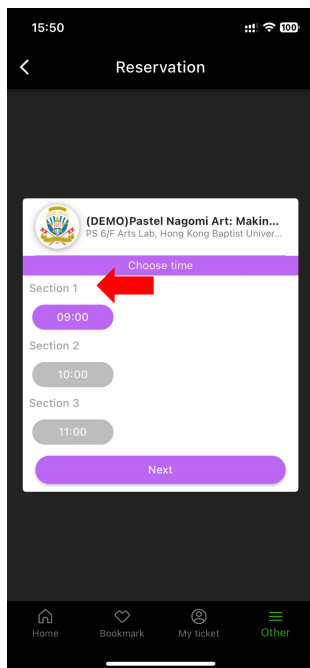 15:50
100
Reservation
(DEMO)Pastel Nagomi Art: Makin...
PS 6/F Arts Lab, Hong Kong Baptist Univer...
Choose time
Section 1
09:00
Section 2
10:00
Section 3
11:00
Next
Home Bookmark My ticket Other